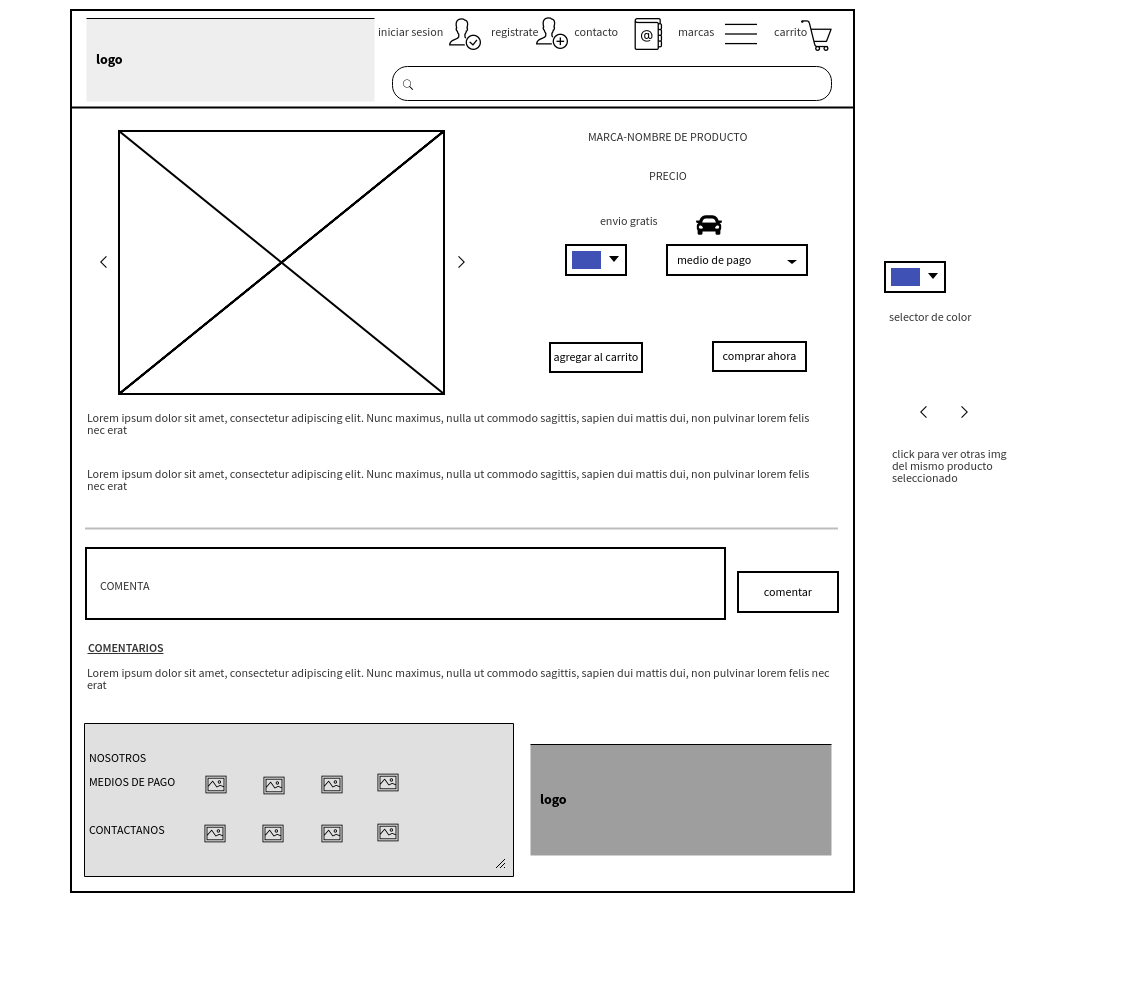 logo
iniciar sesion
registrate
contacto
@
marcas
carrito
MARCA-NOMBRE DE PRODUCTO
PRECIO
envio gratis
medio de pago
agregar al carrito
comprar ahora
selector de color
click para ver otras img
del mismo producto
seleccionado
Lorem ipsum dolor sit amet, consectetur adipiscing elit. Nunc maximus, nulla ut commodo sagittis, sapien dui mattis dui, non pulvinar lorem felis
nec erat
Lorem ipsum dolor sit amet, consectetur adipiscing elit. Nunc maximus, nulla ut commodo sagittis, sapien dui mattis dui, non pulvinar lorem felis
nec erat
COMENTA
comentar
COMENTARIOS
Lorem ipsum dolor sit amet, consectetur adipiscing elit. Nunc maximus, nulla ut commodo sagittis, sapien dui mattis dui, non pulvinar lorem felis nec
erat
NOSOTROS
MEDIOS DE PAGO
CONTACTANOS
logo